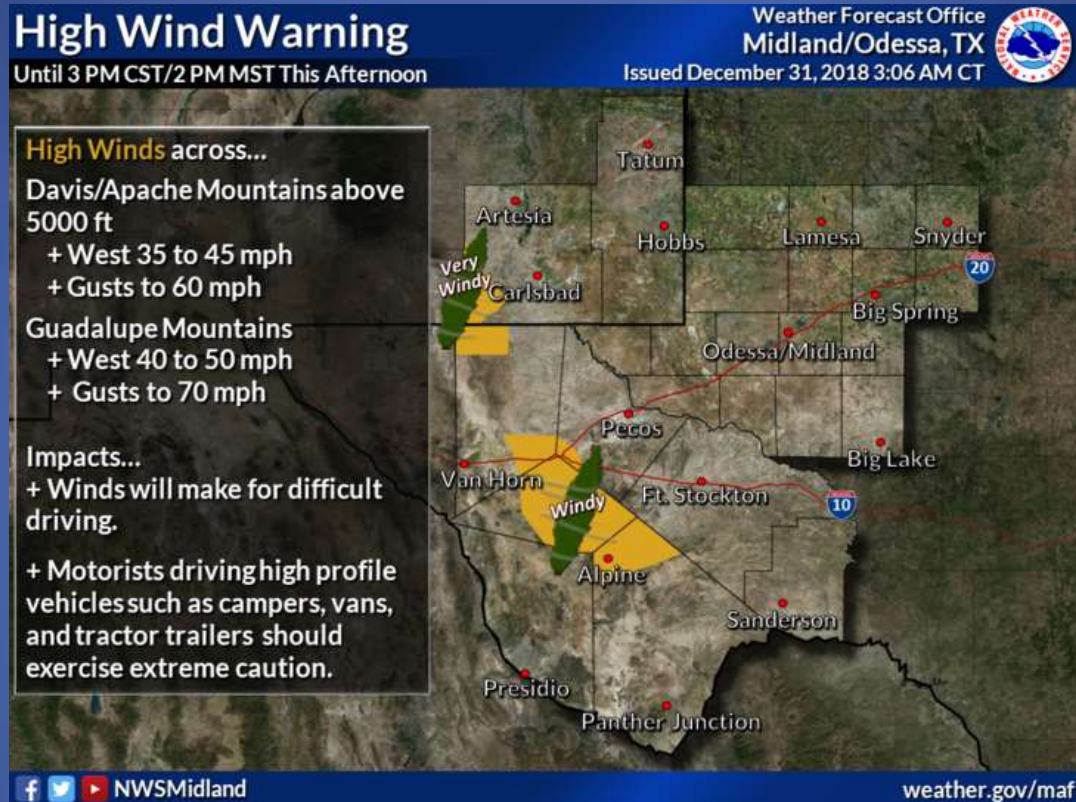 High Wind Warning
Until 3 PM CST/2 PM MST This Afternoon
Weather Forecast Office
Midland/Odessa, TX
Issued December 31, 2018 3:06 AM CT
NATIONAL WEATHER SERVICE
High Winds across...
Davis/Apache Mountains above
5000 ft
+ West 35 to 45 mph
+ Gusts to 60 mph
Guadalupe Mountains
+ West 40 to 50 mph
+ Gusts to 70 mph
Impacts...
+ Winds will make for difficult
driving.
+ Motorists driving high profile
vehicles such as campers, vans,
and tractor trailers should
exercise extreme caution.
Tatum
Artesia
Hobbs
Lamesa
Snyder
Very
Windy
Carlsbad
20
Big Spring
Odessa/Midland
Pecos
Big Lake
Van Horn
Ft. Stockton
10
Windy
Alpine
Sanderson
Presidio
Panther Junction
NWSMidland
weather.gov/maf